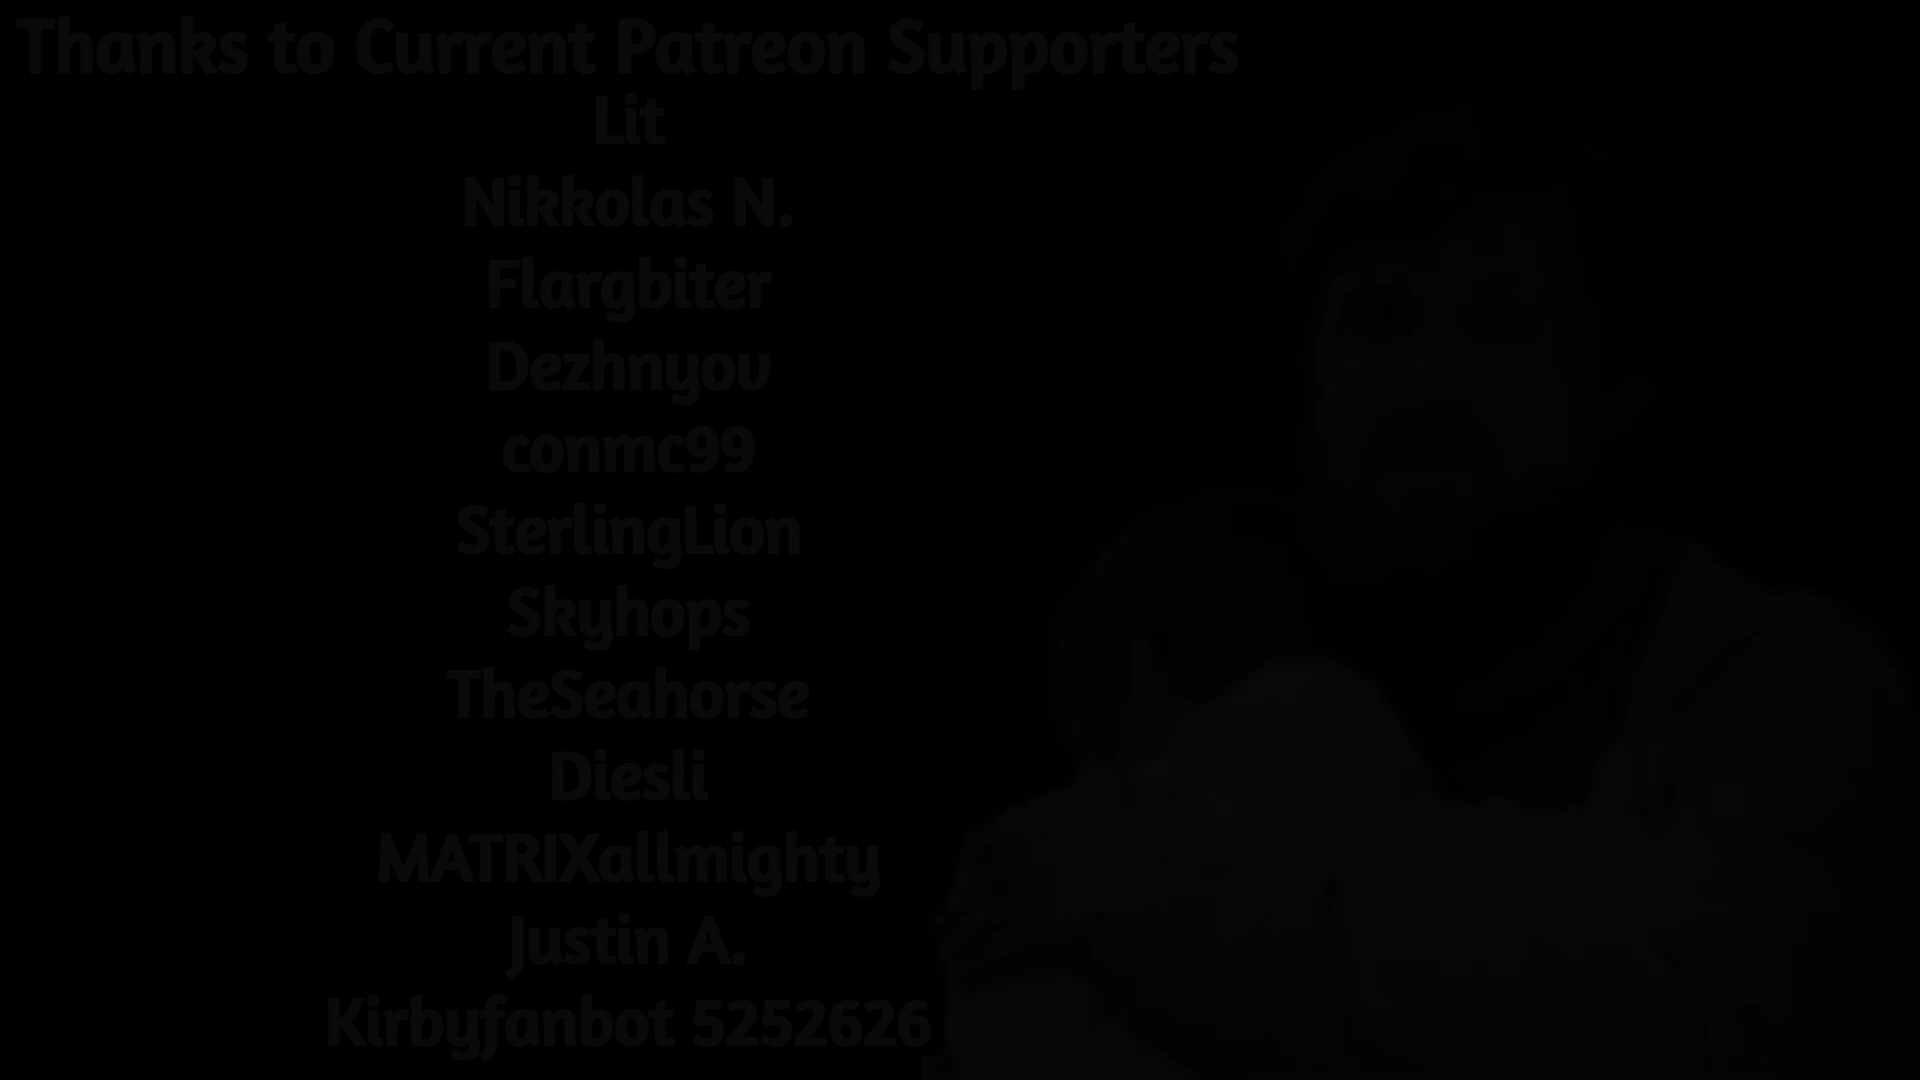 Thanks to Current Patreon Supporters
Lit
Nikkolas N.
Flargbiter
Dezhnyou
conmc99
SterlingLion
Skyhops
TheSeahorse
Diesli
MATRIXallmighty
Justin A.
Kirbyfanbot 5252626